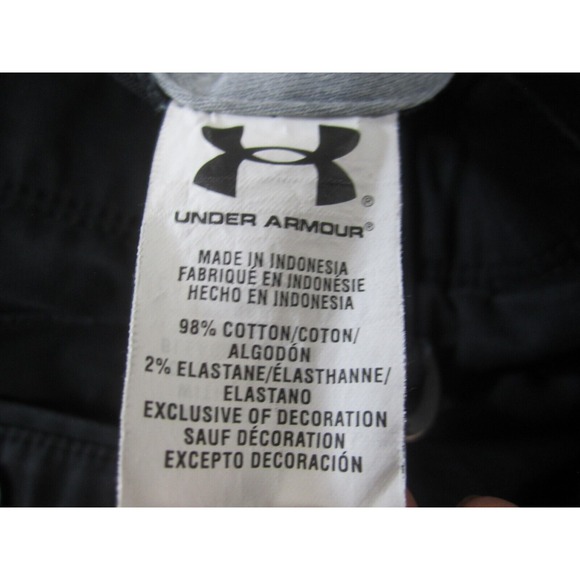 ®
UNDER ARMOUR®
MADE IN INDONESIA
FABRIQUÉ EN INDONÉSIE
HECHO EN INDONESIA
98% COTTON/COTON/
ALGODÓN
2% ELASTANE/ÉLASTHANNE/
ELASTANO
EXCLUSIVE OF DECORATION
SAUF DÉCORATION
EXCEPTO DECORACIÓN